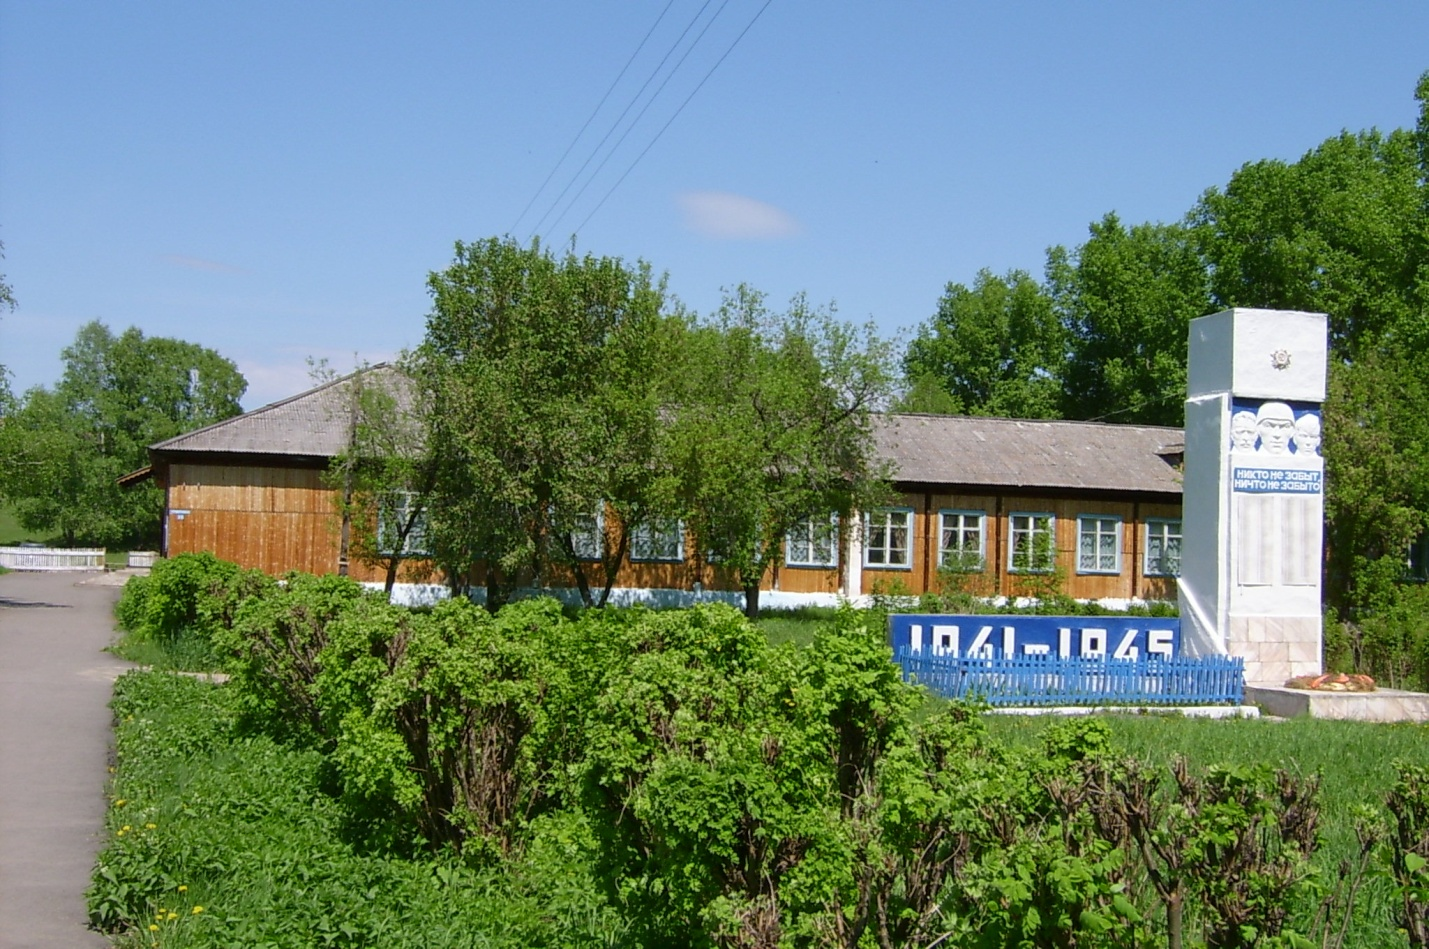 НИКТО НЕ ЗАБЫТ,
НИЧТО НЕ ЗАБЫТО
1941-1945